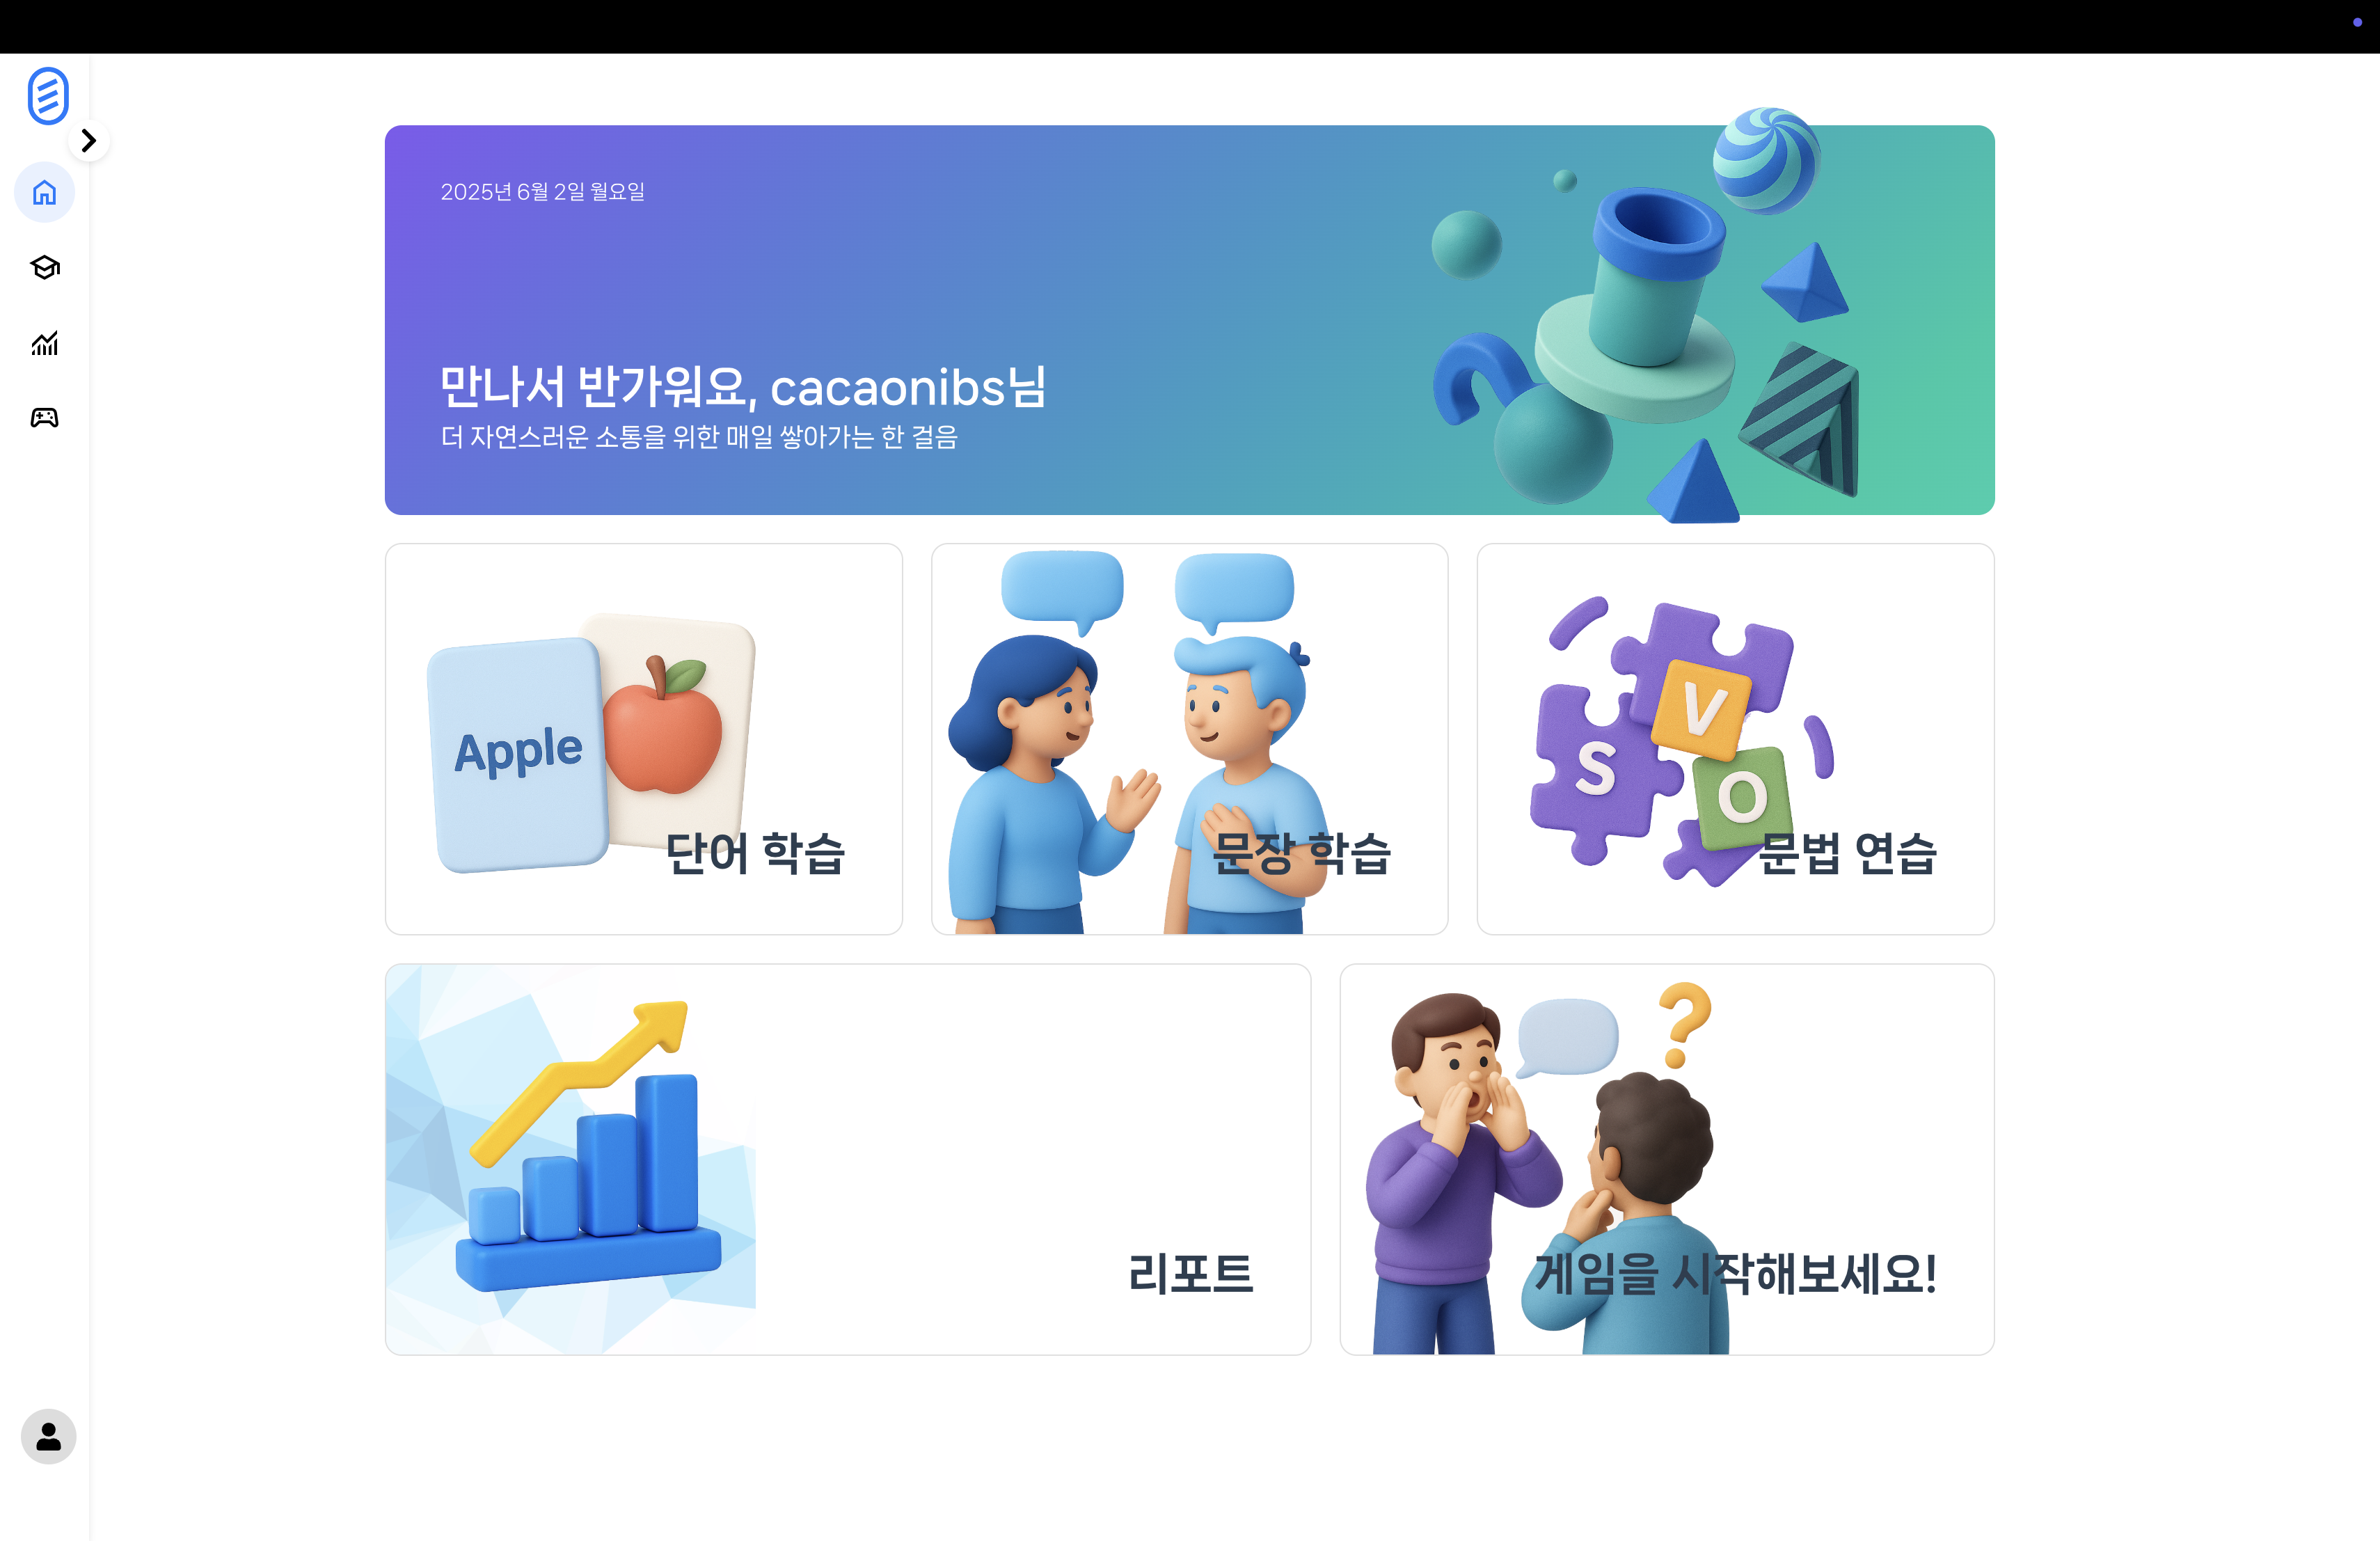 2025년 6월 2일 월요일
만나서 반가워요, cacaonibs님
더 자연스러운 소통을 위한 매일 쌓아가는 한 걸음
Apple
단어 학습
문장 학습
V
S
O
문법 연습
리포트
?
게임을 시작해보세요!